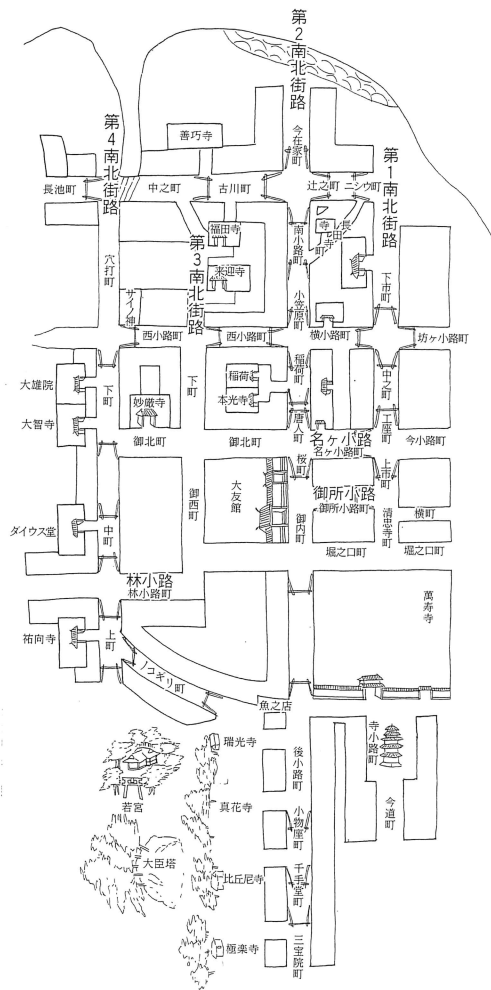 第2南北街路
第4南北街路
善巧寺
今在家町
第1南北街路
長池町
中之町
古川町
辻之町
ニシウ町
福田寺
南小路町
寺
長田寺
穴打町
第3南北街路
来迎寺
下市町
サイノ神
小笠原町
西小路町
西小路町
横小路町
坊ヶ小路町
大雄院
下町
下町
稲荷
稲荷町
中之町
妙厳寺
本光寺
大智寺
唐人町
工座町
御北町
御北町
名ヶ小路
名ヶ小路町
今小路町
桜町
上市町
大友館
御西町
御所小路
御所小路町
横町
ダイウス堂
中町
御内町
清忠寺町
堀之口町
堀之口町
林小路
林小路町
萬寿寺
祐向寺
上町
ノコギリ町
魚之店
瑞光寺
寺小路町
後小路町
若宮
真花寺
小物座町
今道町
大臣塔
比丘尼寺
千手堂町
極楽寺
三宝院町